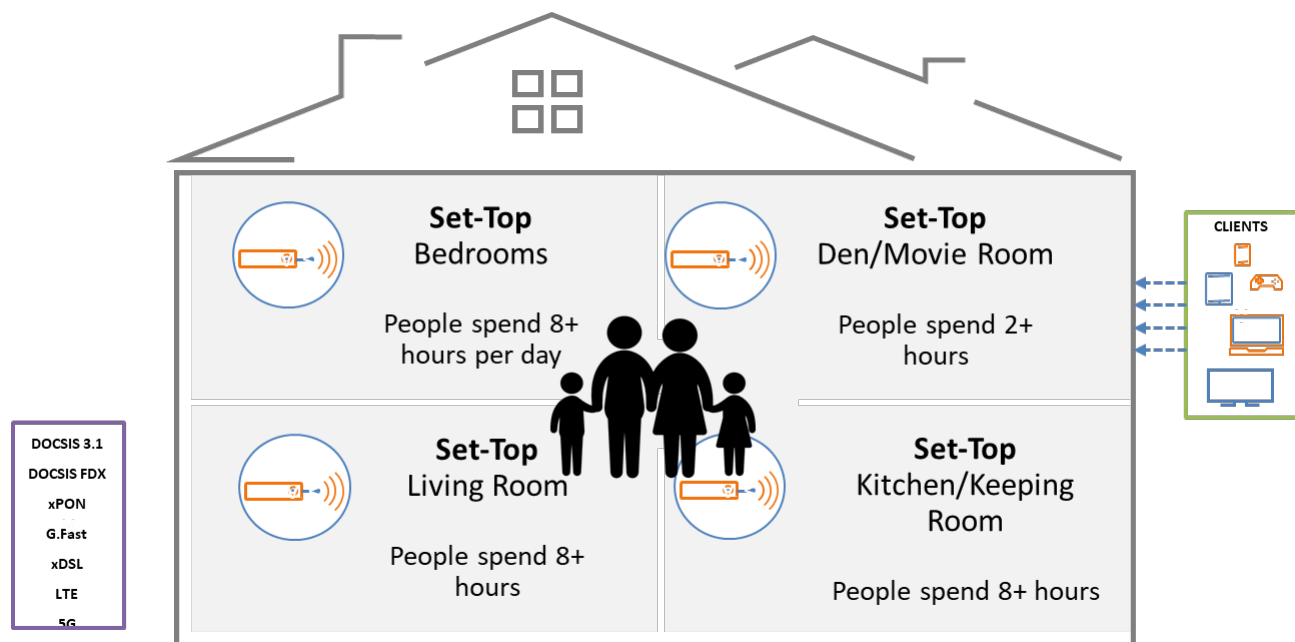 Set-Top
Bedrooms
People spend 8+
hours per day
Set-Top
Den/Movie Room
People spend 2+
hours
CLIENTS
DOCSIS 3.1
DOCSIS FDX
xPON
G.Fast
xDSL
LTE
5G
Set-Top
Living Room
People spend 8+
hours
Set-Top
Kitchen/Keeping
Room
People spend 8+ hours